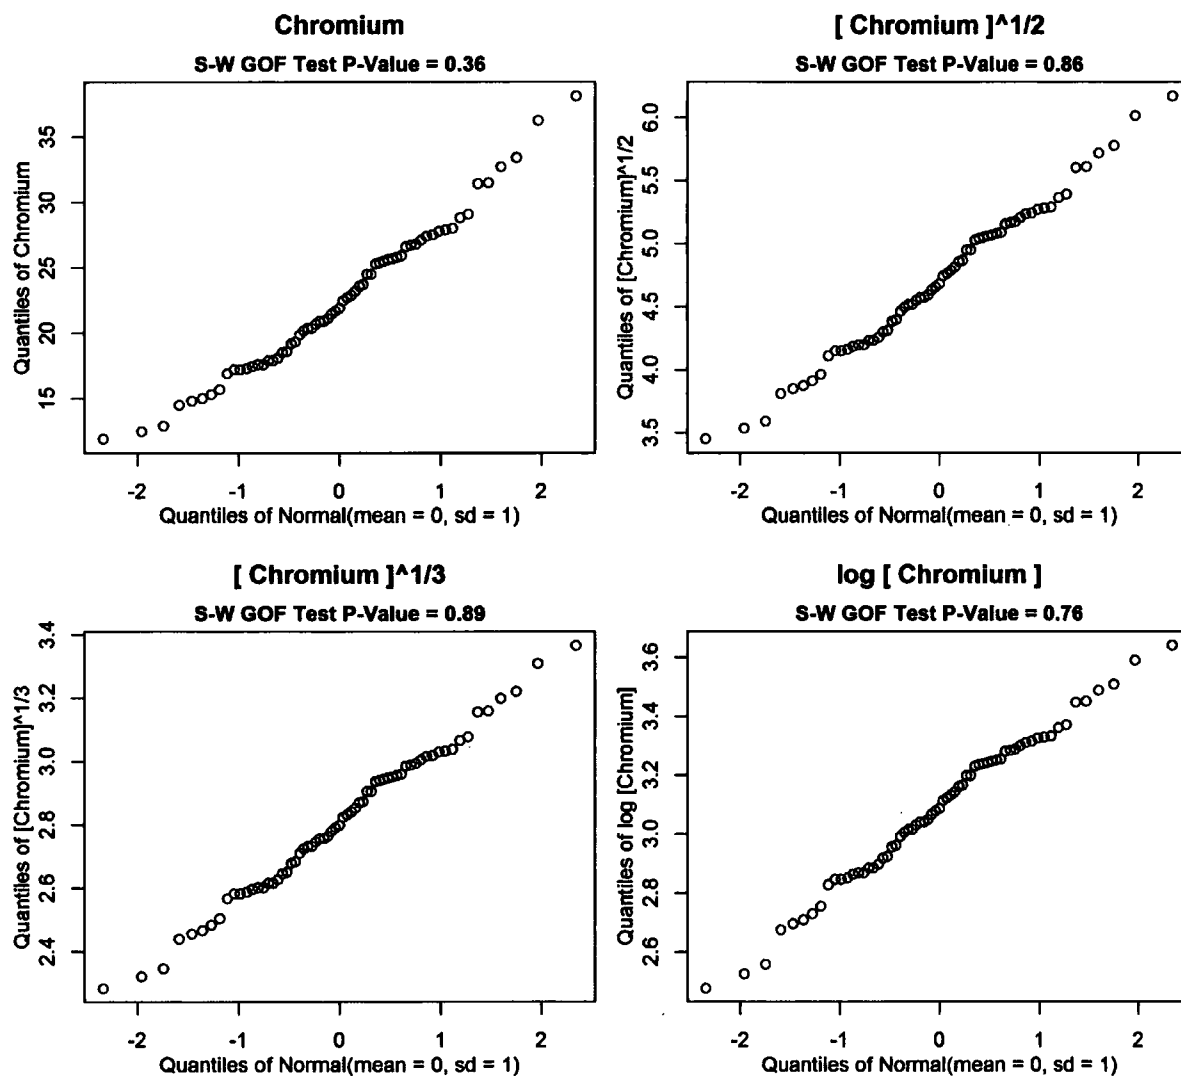 Chromium
S-W GOF Test P-Value = 0.36
Quantiles of Chromium
35
30
25
20
15
-2 -1 0 1 2
Quantiles of Normal(mean = 0, sd = 1)
[ Chromium ]^1/2
S-W GOF Test P-Value = 0.86
Quantiles of [Chromium]^1/2
6.0
5.5
5.0
4.5
4.0
3.5
-2 -1 0 1 2
Quantiles of Normal(mean = 0, sd = 1)
[ Chromium ]^1/3
S-W GOF Test P-Value = 0.89
Quantiles of [Chromium]^1/3
3.4
3.2
3.0
2.8
2.6
2.4
-2 -1 0 1 2
Quantiles of Normal(mean = 0, sd = 1)
log [ Chromium ]
S-W GOF Test P-Value = 0.76
Quantiles of log [Chromium]
3.6
3.4
3.2
3.0
2.8
2.6
-2 -1 0 1 2
Quantiles of Normal(mean = 0, sd = 1)